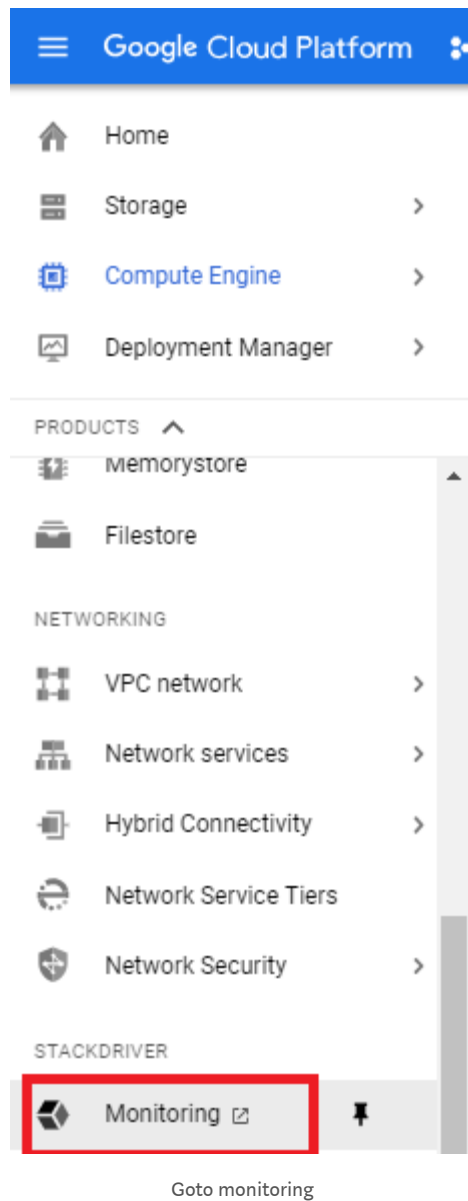 Google Cloud Platform
Home
Storage
Compute Engine
Deployment Manager
PRODUCTS
Memorystore
Filestore
NETWORKING
VPC network
Network services
Hybrid Connectivity
Network Service Tiers
Network Security
STACKDRIVER
Monitoring
Goto monitoring